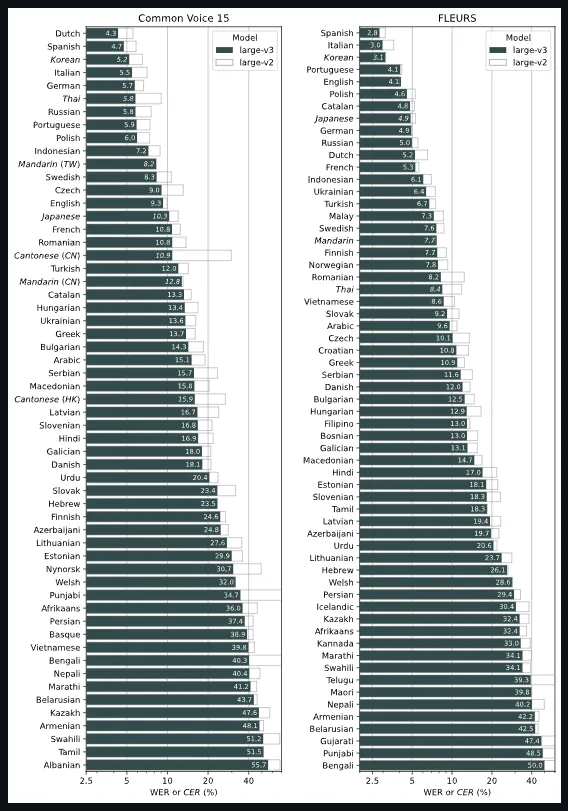 Common Voice 15
Model
large-v3
large-v2
Dutch 4.3
Spanish 4.7
Korean 5.2
Italian 5.5
German 5.7
Thai 5.8
Russian 5.8
Portuguese 5.9
Polish 6.0
Indonesian 7.2
Mandarin (TW) 8.2
Swedish 8.3
Czech 9.0
English 9.3
Japanese 10.3
French 10.8
Romanian 10.8
Cantonese (CN) 10.9
Turkish 12.0
Mandarin (CN) 12.8
Catalan 13.3
Hungarian 13.4
Ukrainian 13.6
Greek 13.7
Bulgarian 14.3
Arabic 15.1
Serbian 15.7
Macedonian 15.8
Cantonese (HK) 15.9
Latvian 16.7
Slovenian 16.8
Hindi 16.9
Galician 18.0
Danish 18.1
Urdu 20.4
Slovak 23.4
Hebrew 23.5
Finnish 24.6
Azerbaijani 24.8
Lithuanian 27.6
Estonian 29.9
Nynorsk 30.7
Welsh 32.0
Punjabi 34.7
Afrikaans 36.0
Persian 37.4
Basque 38.9
Vietnamese 39.8
Bengali 40.3
Nepali 40.4
Marathi 41.2
Belarusian 43.7
Kazakh 47.6
Armenian 48.1
Swahili 51.2
Tamil 51.5
Albanian 55.7
2.5 5 10 20 40
WER or CER (%)
FLEURS
Model
large-v3
large-v2
Spanish 2.8
Italian 3.0
Korean 3.1
Portuguese 4.1
English 4.1
Polish 4.6
Catalan 4.8
Japanese 4.9
German 4.9
Russian 5.0
Dutch 5.2
French 5.3
Indonesian 6.1
Ukrainian 6.4
Turkish 6.7
Malay 7.3
Swedish 7.6
Mandarin 7.7
Finnish 7.7
Norwegian 7.8
Romanian 8.2
Thai 8.4
Vietnamese 8.6
Slovak 9.2
Arabic 9.6
Czech 10.1
Croatian 10.8
Greek 10.9
Serbian 11.6
Danish 12.0
Bulgarian 12.5
Hungarian 12.9
Filipino 13.0
Bosnian 13.0
Galician 13.1
Macedonian 14.7
Hindi 17.0
Estonian 18.1
Slovenian 18.3
Tamil 18.3
Latvian 19.4
Azerbaijani 19.7
Urdu 20.6
Lithuanian 23.7
Hebrew 26.1
Welsh 28.6
Persian 29.4
Icelandic 30.4
Kazakh 32.4
Afrikaans 32.4
Kannada 33.0
Marathi 34.1
Swahili 34.1
Telugu 39.3
Maori 39.8
Nepali 40.2
Armenian 42.2
Belarusian 42.5
Gujarati 47.4
Punjabi 48.5
Bengali 50.0
2.5 5 10 20 40
WER or CER (%)